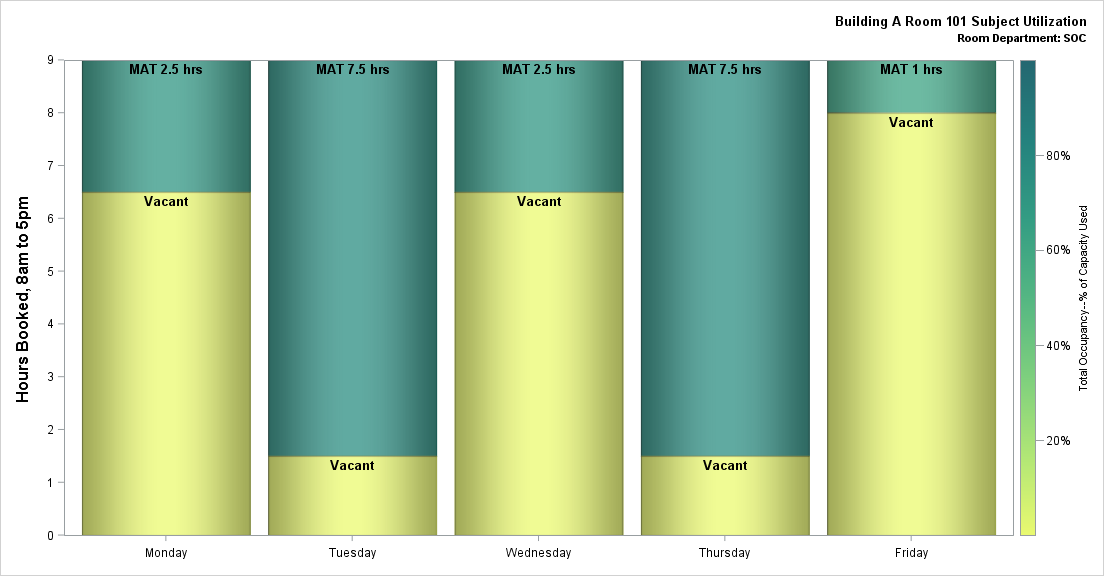 Building A Room 101 Subject Utilization
Room Department: SOC
Hours Booked, 8am to 5pm
9
8
7
6
5
4
3
2
1
0
MAT 2.5 hrs
Vacant
MAT 7.5 hrs
Vacant
MAT 2.5 hrs
Vacant
MAT 7.5 hrs
Vacant
MAT 1 hrs
Vacant
Monday
Tuesday
Wednesday
Thursday
Friday
80%
60%
40%
20%
Total Occupancy--% of Capacity Used